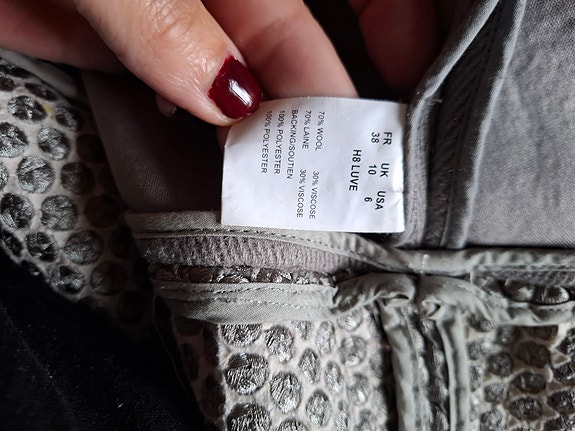 FR UK USA
38 10 6
H8 LUVE
70% WOOL 30% VISCOSE
70% LAINE 30% VISCOSE
BACKING/SOUTIEN
100% POLYESTER
100% POLYESTER